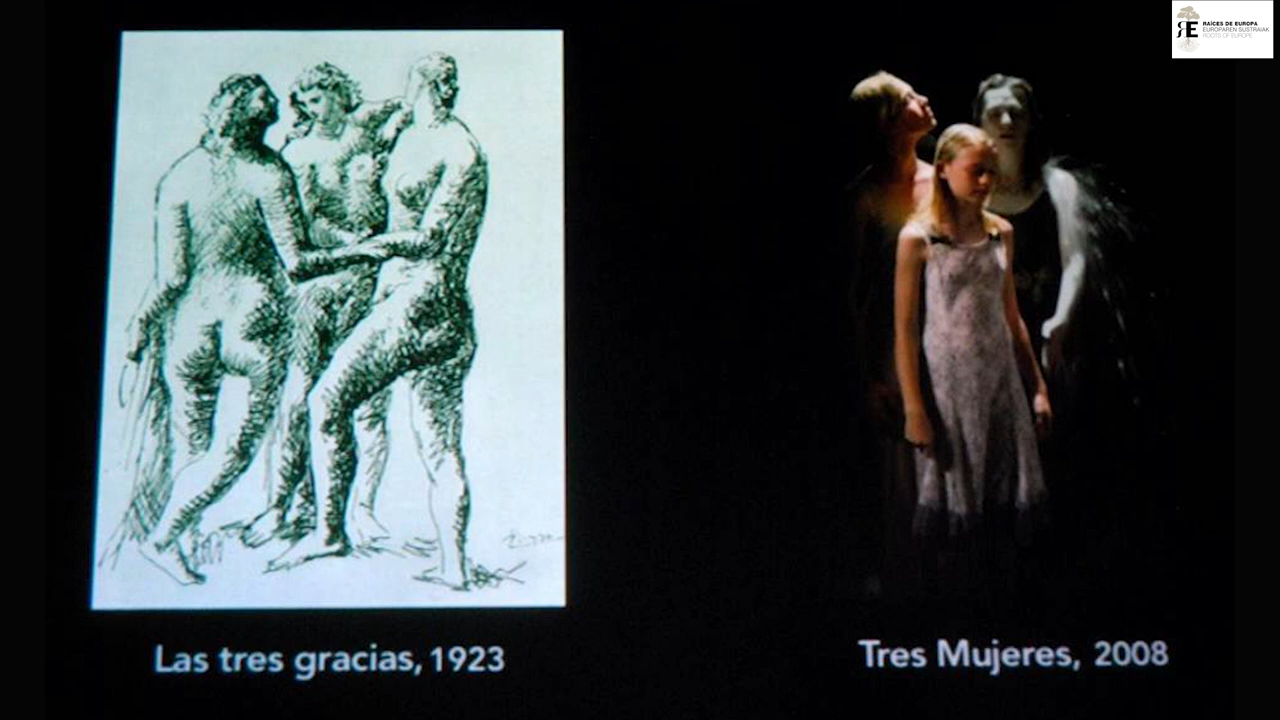 RAÍCES DE EUROPA
EUROPAREN SUSTRAIAK
ROOTS OF EUROPE
Las tres gracias, 1923
Tres Mujeres, 2008